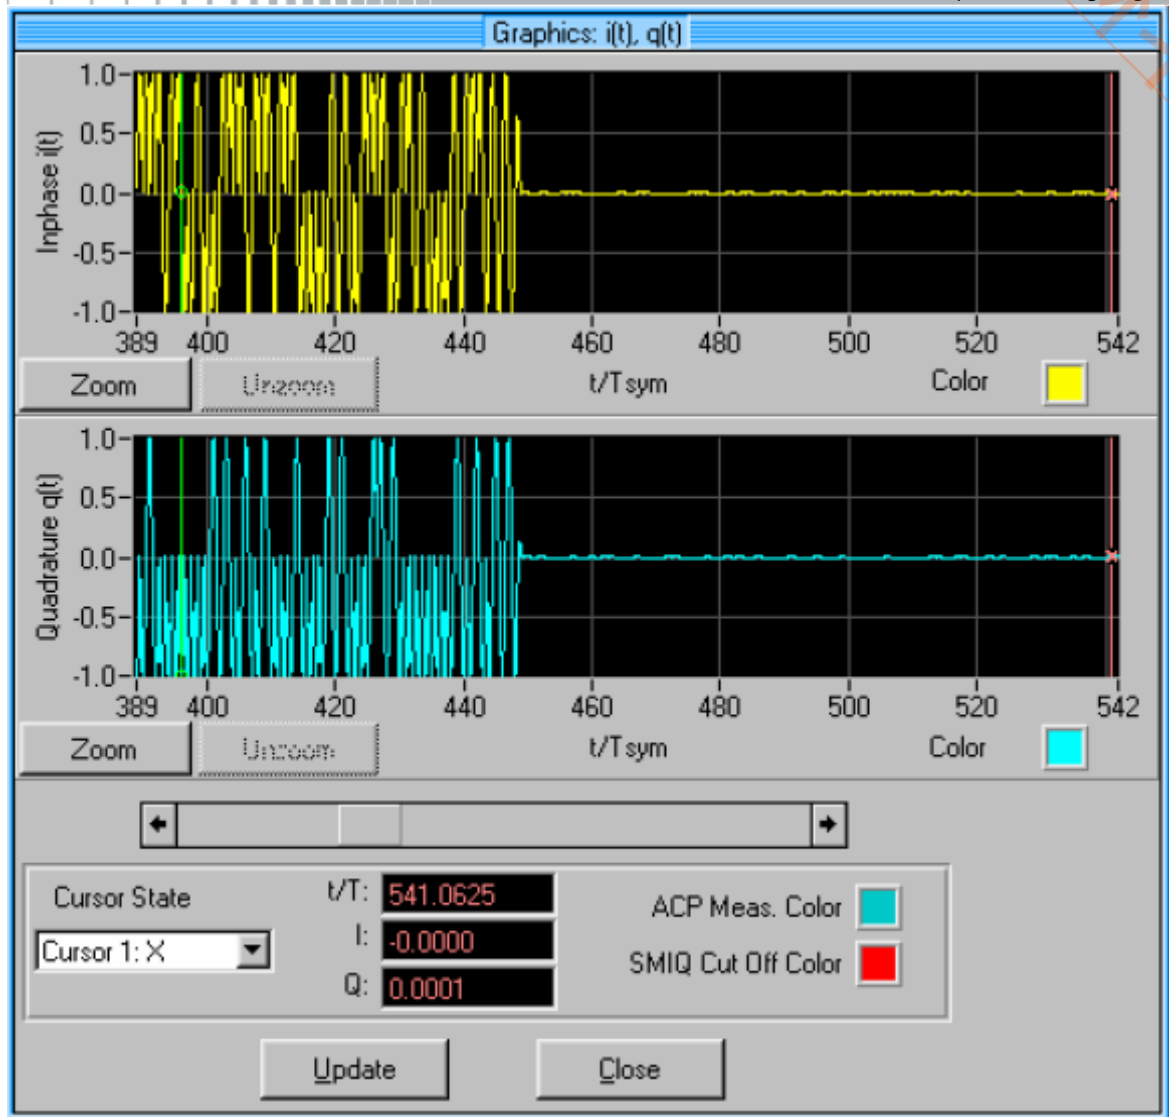 Graphics: i(t), q(t)
1.0
0.5
0.0
-0.5
-1.0
Inphase i(t)
389 400 420 440 460 480 500 520 542
Zoom Unzoom t/Tsym Color
1.0
0.5
0.0
-0.5
-1.0
Quadrature q(t)
389 400 420 440 460 480 500 520 542
Zoom Unzoom t/Tsym Color
Cursor State
Cursor 1: X
t/T: 541.0625
I: -0.0000
Q: 0.0001
ACP Meas. Color
SMIQ Cut Off Color
Update Close